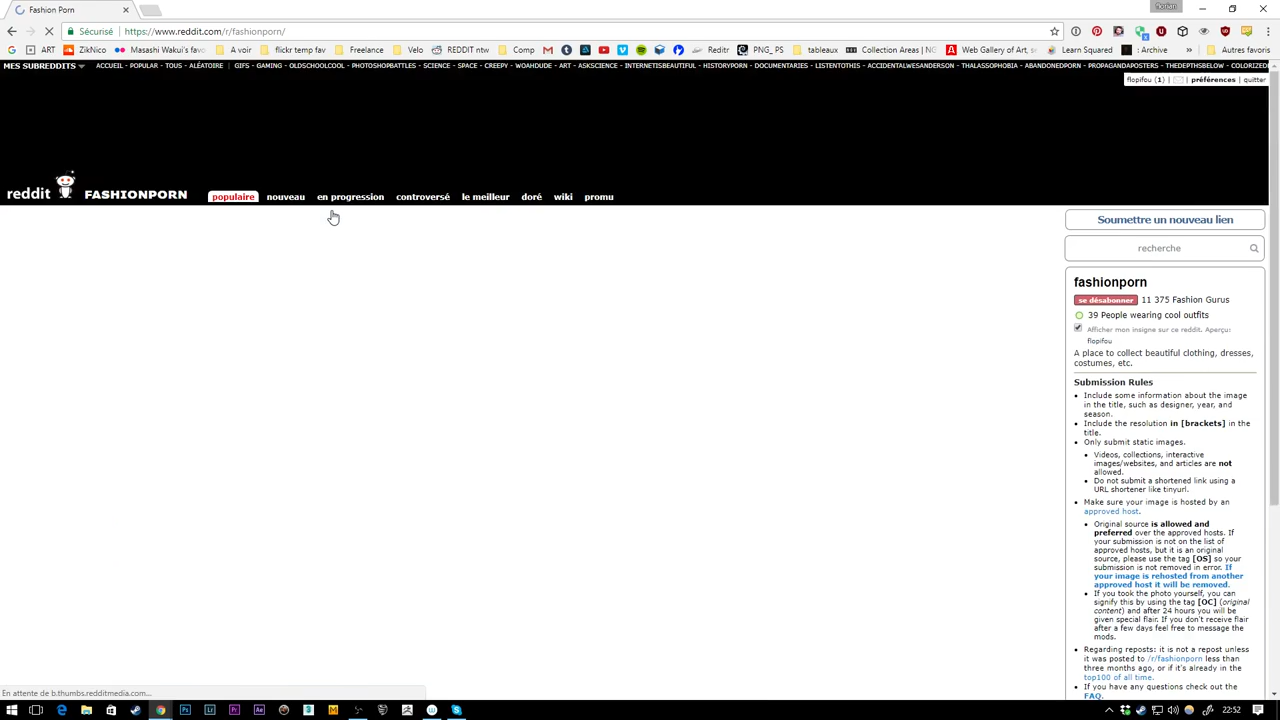 Fashion Porn
florian
Sécurisé https://www.reddit.com/r/fashionporn/
ART ZikNico Masashi Wakui's favo A voir flickr temp fav Freelance Velo REDDIT ntw Comp Reditr PNG_PS tableaux Collection Areas | NG Web Gallery of Art, se Learn Squared : Archive Autres favoris
MES SUBREDDITS ACCUEIL - POPULAR - TOUS - ALÉATOIRE | GIFS - GAMING - OLDSCHOOLCOOL - PHOTOSHOPBATTLES - SCIENCE - SPACE - CREEPY - WOAHDUDE - ART - ASKSCIENCE - INTERNETISBEAUTIFUL - HISTORYPORN - DOCUMENTARIES - LISTENTOTHIS - ACCIDENTALWESANDERSON - THALASSOPHOBIA - ABANDONEDPORN - PROPAGANDAPOSTERS - THEDEPTHSBELOW - COLORIZED
flopifou (1) | | préférences | quitter
reddit FASHIONPORN populaire nouveau en progression controversé le meilleur doré wiki promu
Soumettre un nouveau lien
recherche
fashionporn
se désabonner 11 375 Fashion Gurus
39 People wearing cool outfits
Afficher mon insigne sur ce reddit. Aperçu:
flopifou
A place to collect beautiful clothing, dresses,
costumes, etc.
Submission Rules
• Include some information about the image
in the title, such as designer, year, and
season.
• Include the resolution in [brackets] in the
title.
• Only submit static images.
• Videos, collections, interactive
images/websites, and articles are not
allowed.
• Do not submit a shortened link using a
URL shortener like tinyurl.
• Make sure your image is hosted by an
approved host.
• Original source is allowed and
preferred over the approved hosts. If
your submission is not on the list of
approved hosts, but it is an original
source, please use the tag [OS] so your
submission is not removed in error. If
your image is rehosted from another
approved host it will be removed.
• If you took the photo yourself, you can
signify this by using the tag [OC] (original
content) and after 24 hours you will be
given special flair. If you don't receive flair
after a few days feel free to message the
mods.
• Regarding reposts: it is not a repost unless
it was posted to /r/fashionporn less than
three months ago, or if it's already in the
top100 of all time.
• If you have any questions check out the
FAQ.
En attente de b.thumbs.redditmedia.com...
22:52